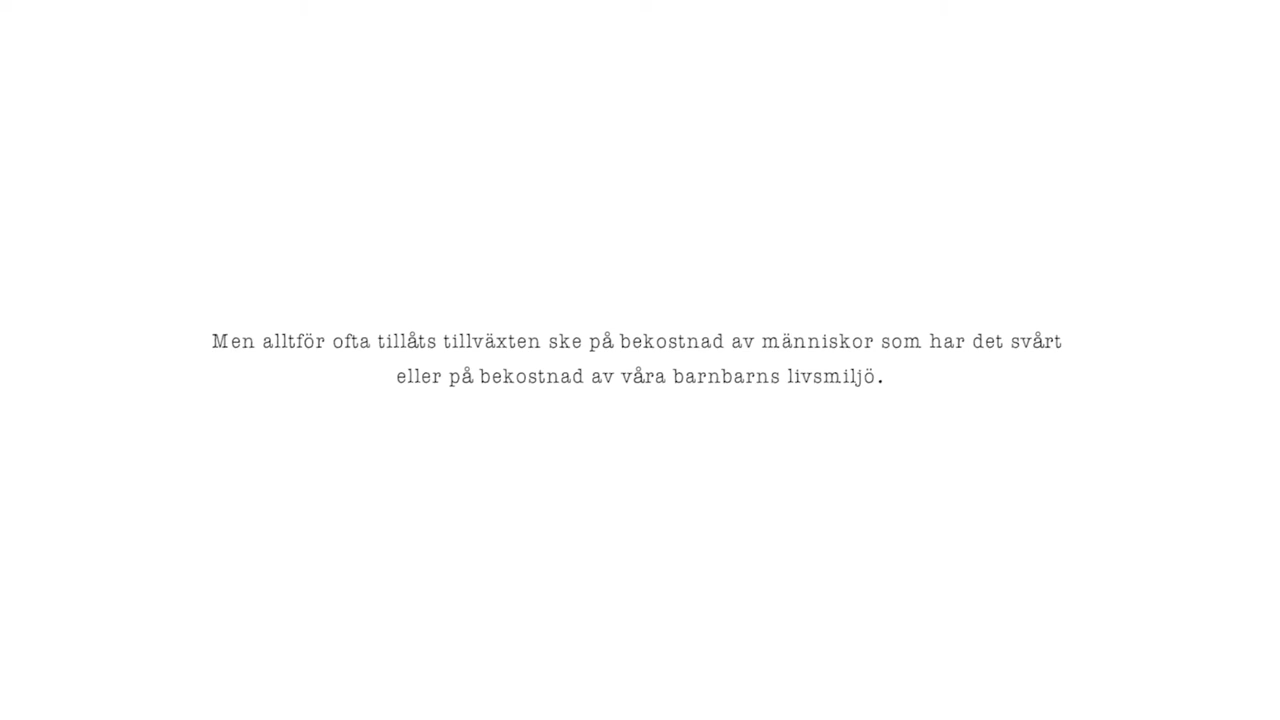 Men alltför ofta tillåts tillväxten ske på bekostnad av människor som har det svårt
eller på bekostnad av våra barnbarns livsmiljö.